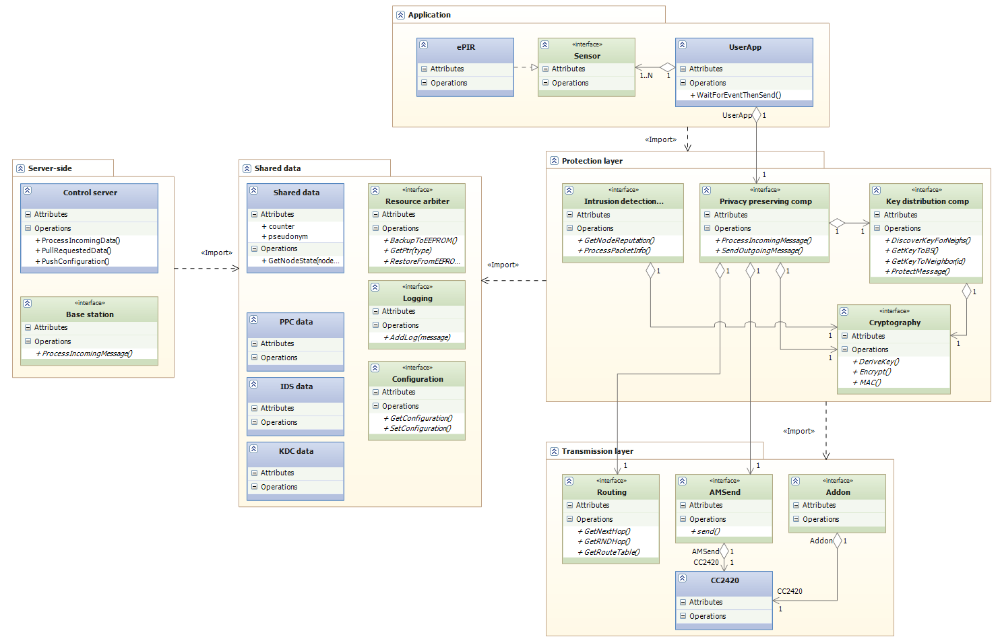 Application
ePIR
Attributes
Operations
«interface»
Sensor
Attributes
Operations
1..N
1
UserApp
Attributes
Operations
+ WaitForEventThenSend()
UserApp
1
«Import»
Server-side
Control server
Attributes
Operations
+ ProcessIncomingData()
+ PullRequestedData()
+ PushConfiguration()
«interface»
Base station
Attributes
Operations
+ ProcessIncomingMessage()
«Import»
Shared data
Shared data
Attributes
+ counter
+ pseudonym
Operations
+ GetNodeState(node...
PPC data
Attributes
Operations
IDS data
Attributes
Operations
KDC data
Attributes
Operations
«interface»
Resource arbiter
Attributes
Operations
+ BackupToEEPROM()
+ GetPtr(type)
+ RestoreFromEEPRO...
«interface»
Logging
Attributes
Operations
+ AddLog(message)
«interface»
Configuration
Attributes
Operations
+ GetConfiguration()
+ SetConfiguration()
«Import»
Protection layer
1
«interface»
Intrusion detection...
Attributes
Operations
+ GetNodeReputation()
+ ProcessPacketInfo()
1
«interface»
Privacy preserving comp
Attributes
Operations
+ ProcessIncomingMessage()
+ SendOutgoingMessage()
1
1
1
1
1
«interface»
Key distribution comp
Attributes
Operations
+ DiscoverKeyForNeighs()
+ GetKeyToBS()
+ GetKeyToNeighbor(id)
+ ProtectMessage()
1
«interface»
Cryptography
Attributes
Operations
+ DeriveKey()
+ Encrypt()
+ MAC()
1
1
1
«Import»
Transmission layer
1
1
«interface»
Routing
Attributes
Operations
+ GetNextHop()
+ GetRNDHop()
+ GetRouteTable()
«interface»
AMSend
Attributes
Operations
+ send()
AMSend
1
CC2420
1
«interface»
Addon
Attributes
Operations
Addon
1
CC2420
Attributes
Operations
CC2420
1